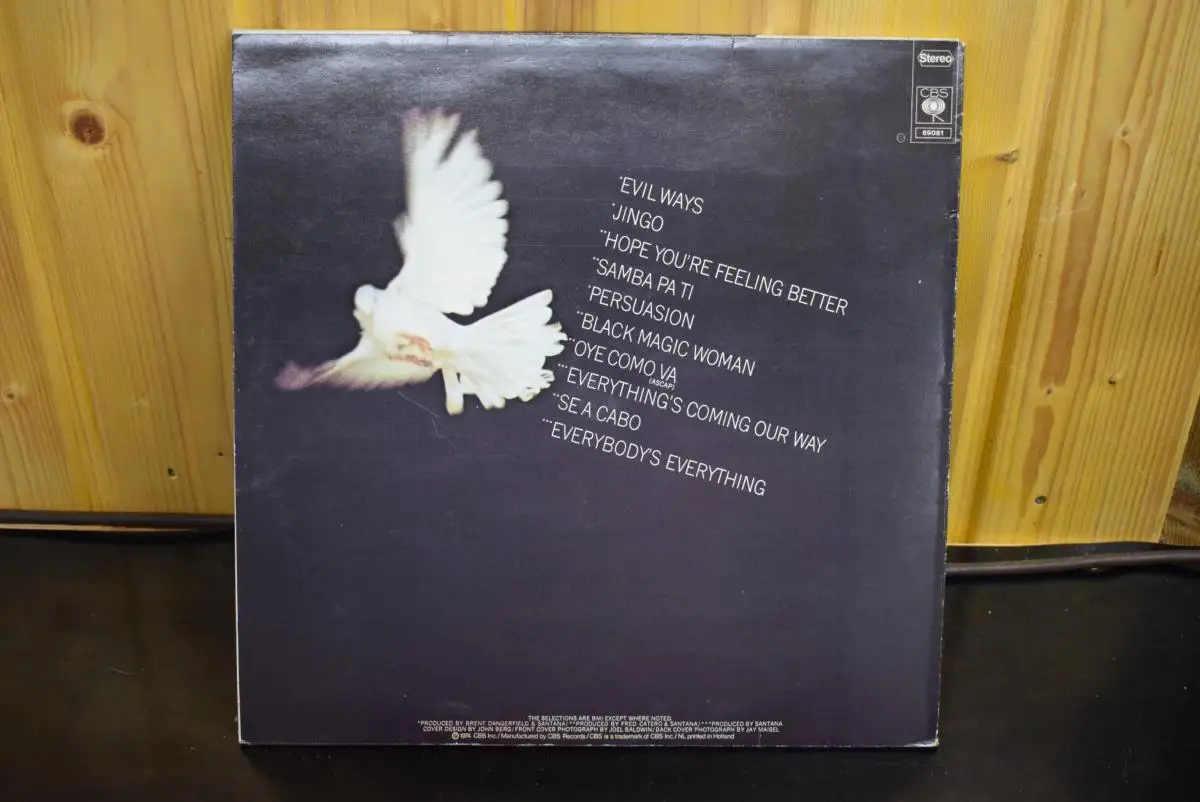 Stereo
CBS
69081
*EVIL WAYS
*JINGO
**HOPE YOU'RE FEELING BETTER
**SAMBA PA TI
*PERSUASION
**BLACK MAGIC WOMAN
**OYE COMO VA
(ASCAP)
***EVERYTHING'S COMING OUR WAY
**SE A CABO
***EVERYBODY'S EVERYTHING
THE SELECTIONS ARE BMI EXCEPT WHERE NOTED.
*PRODUCED BY BRENT DANGERFIELD & SANTANA/**PRODUCED BY FRED CATERO & SANTANA/***PRODUCED BY SANTANA
COVER DESIGN BY JOHN BERG/FRONT COVER PHOTOGRAPH BY JOEL BALDWIN/BACK COVER PHOTOGRAPH BY JAY MAISEL
℗ 1974 CBS Inc./Manufactured by CBS Records/CBS is a trademark of CBS Inc./NL printed in Holland